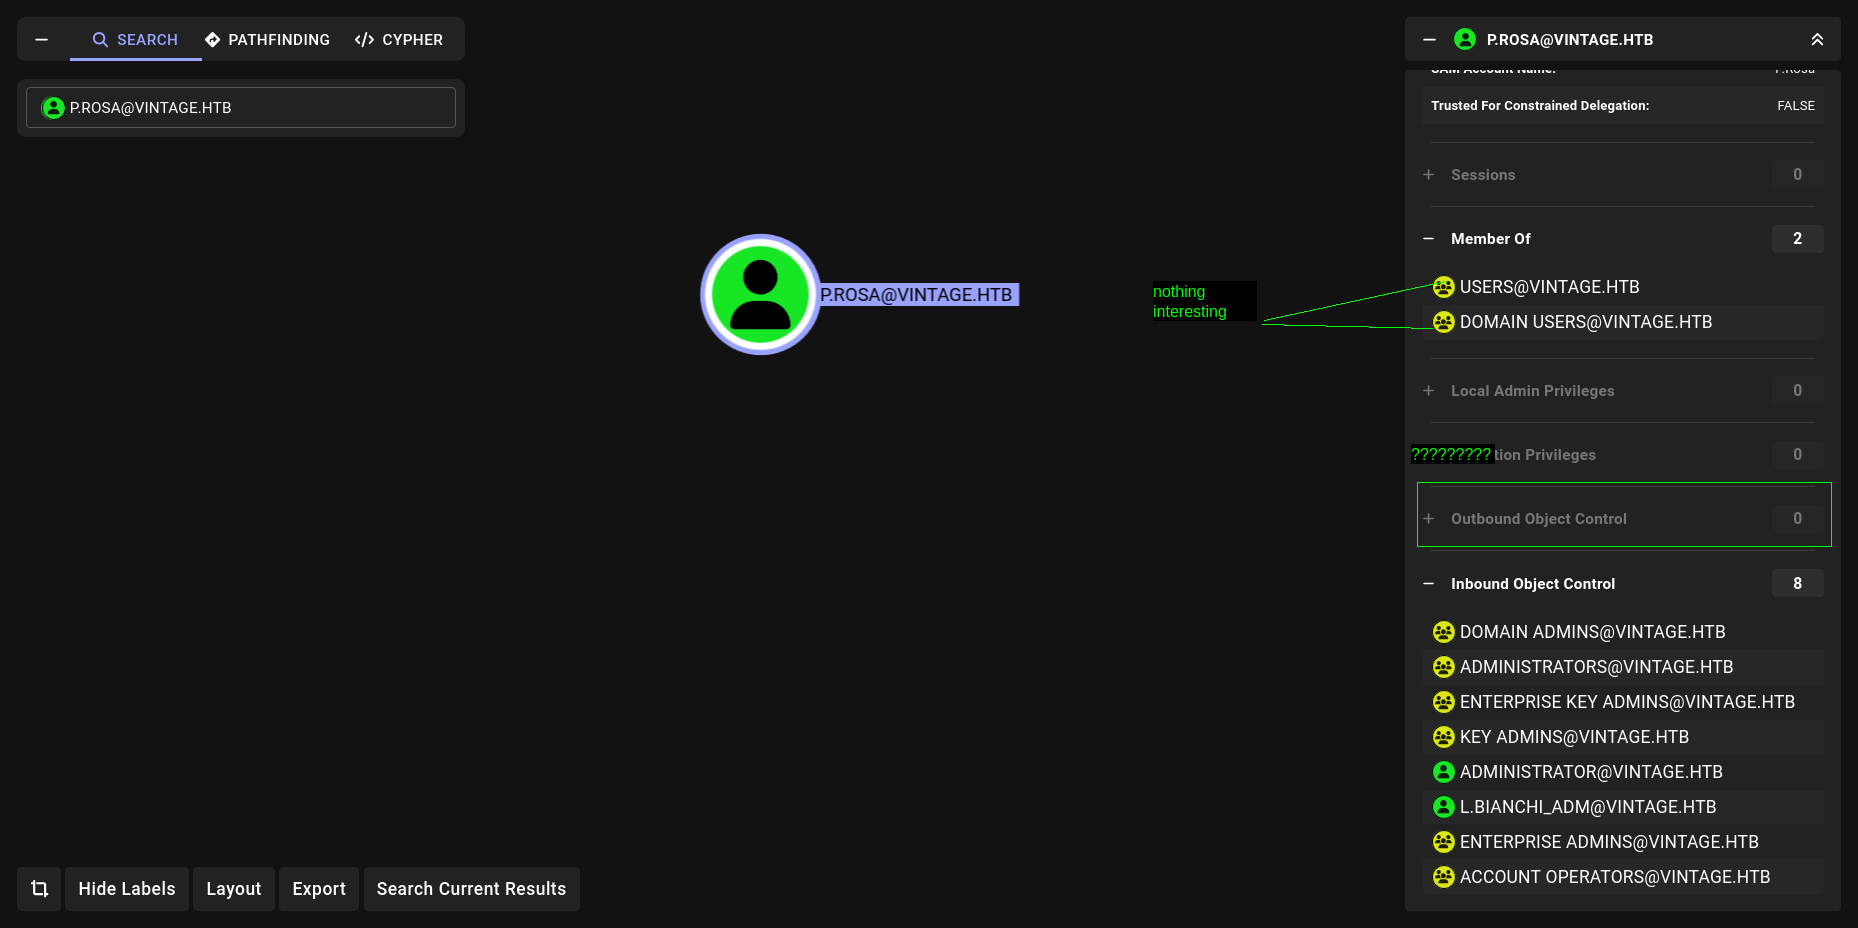 SEARCH PATHFINDING CYPHER
P.ROSA@VINTAGE.HTB
P.ROSA@VINTAGE.HTB
nothing
interesting
P.ROSA@VINTAGE.HTB
SAM Account Name: P.Rosa
Trusted For Constrained Delegation: FALSE
Sessions 0
Member Of 2
USERS@VINTAGE.HTB
DOMAIN USERS@VINTAGE.HTB
Local Admin Privileges 0
????????? tion Privileges 0
Outbound Object Control 0
Inbound Object Control 8
DOMAIN ADMINS@VINTAGE.HTB
ADMINISTRATORS@VINTAGE.HTB
ENTERPRISE KEY ADMINS@VINTAGE.HTB
KEY ADMINS@VINTAGE.HTB
ADMINISTRATOR@VINTAGE.HTB
L.BIANCHI_ADM@VINTAGE.HTB
ENTERPRISE ADMINS@VINTAGE.HTB
ACCOUNT OPERATORS@VINTAGE.HTB
Hide Labels Layout Export Search Current Results